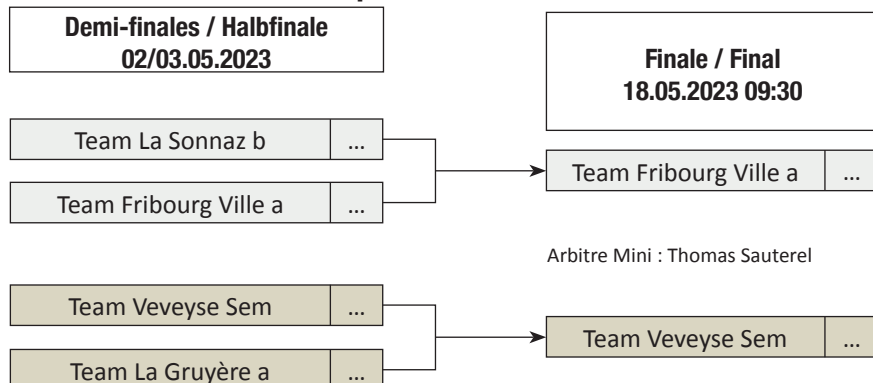 Demi-finales / Halbfinale
02/03.05.2023
Finale / Final
18.05.2023 09:30
Team La Sonnaz b ...
Team Fribourg Ville a ...
Team Fribourg Ville a ...
Arbitre Mini : Thomas Sauterel
Team Veveyse Sem ...
Team Veveyse Sem ...
Team La Gruyère a ...